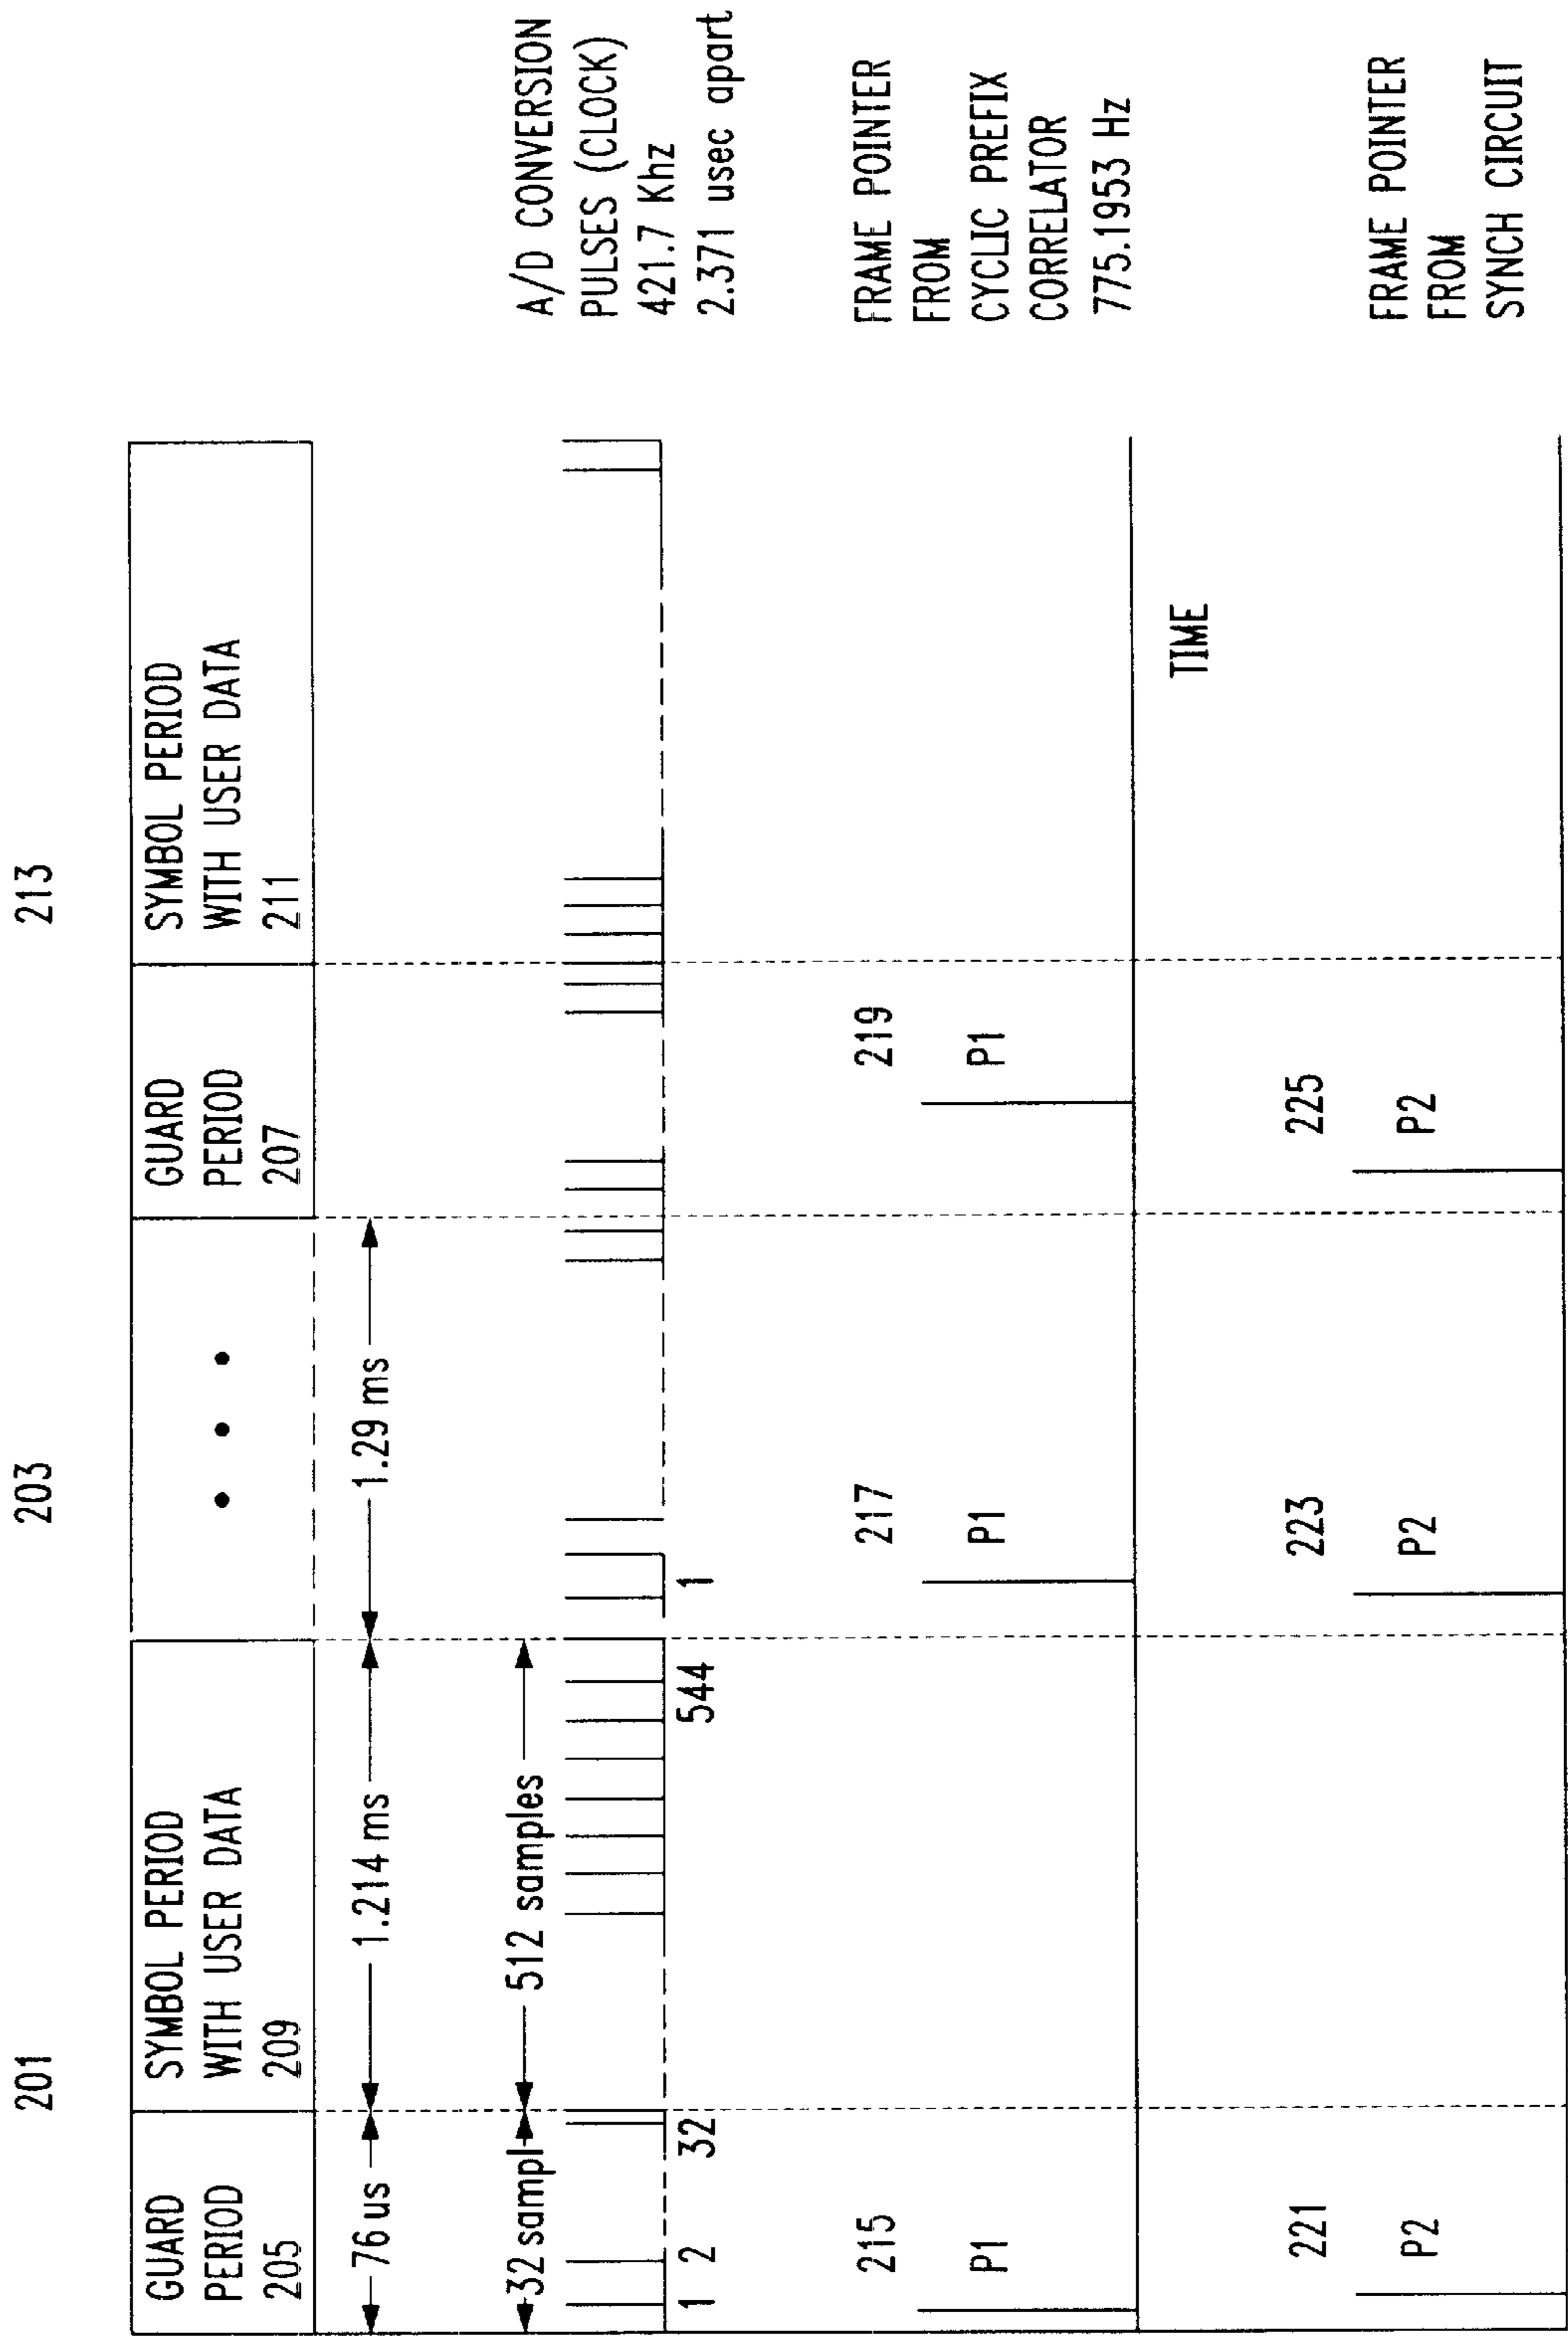 201
203
213
GUARD
PERIOD
205
SYMBOL PERIOD
WITH USER DATA
209
GUARD
PERIOD
207
SYMBOL PERIOD
WITH USER DATA
211
76 us
1.214 ms
1.29 ms
32 sampl
512 samples
1
2
32
544
1
A/D CONVERSION
PULSES (CLOCK)
421.7 Khz
2.371 usec apart
215
P1
217
P1
219
P1
FRAME POINTER
FROM
CYCLIC PREFIX
CORRELATOR
775.1953 Hz
TIME
221
P2
223
P2
225
P2
FRAME POINTER
FROM
SYNCH CIRCUIT